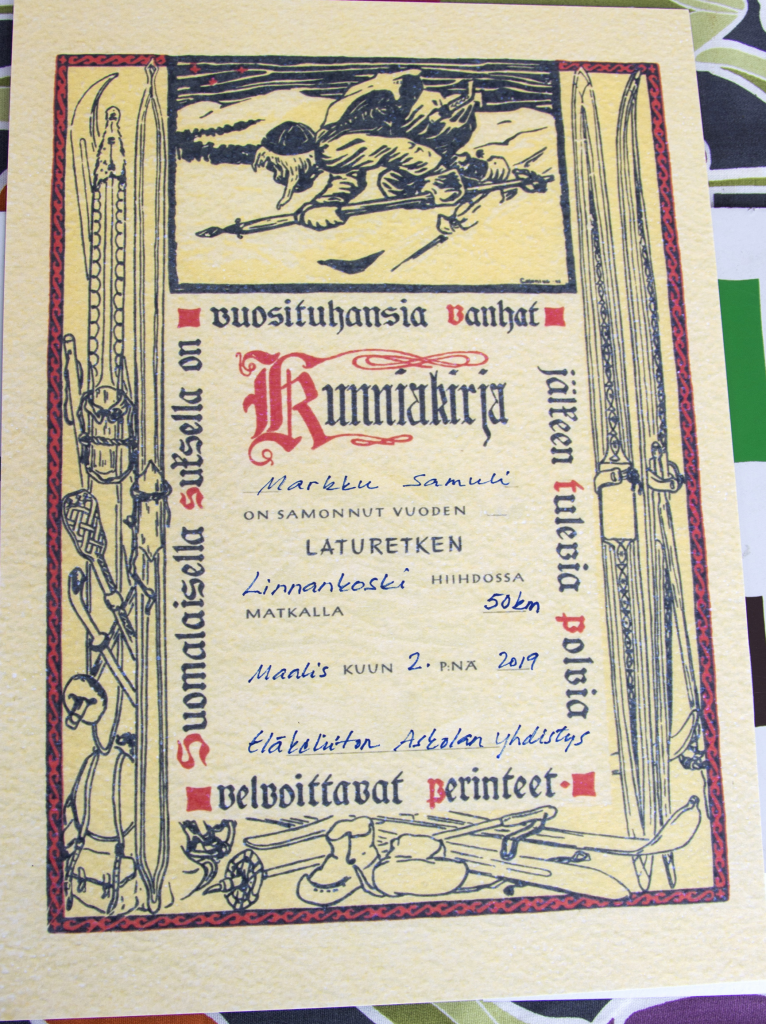 Suomalaisella suksella on
vuosituhansia vanhat
jälkeen tulevia polvia
velvoittavat perinteet.
Kunniakirja
Markku Samuli
ON SAMONNUT VUODEN
LATURETKEN
Linnankoski HIIHDOSSA
MATKALLA 50km
Maalis KUUN 2. P:NÄ 2019
Eläkeliiton Askolan yhdistys